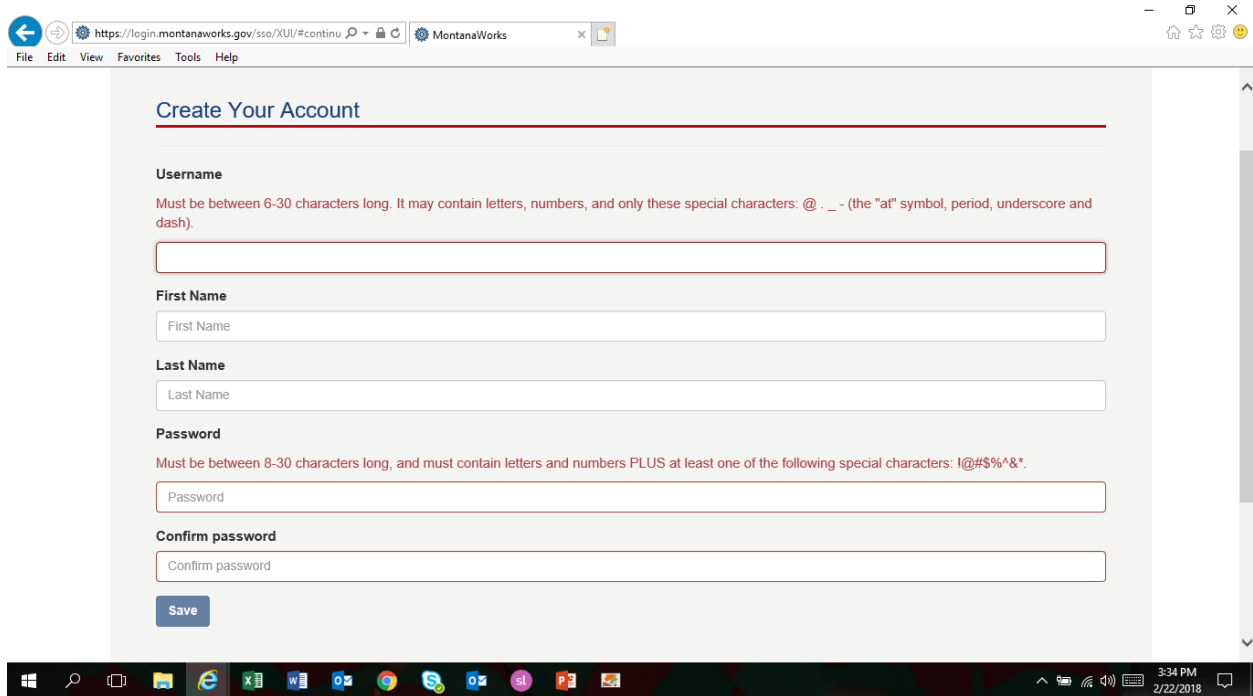 https://login.montanaworks.gov/sso/XUI/#continu
MontanaWorks
File Edit View Favorites Tools Help
Create Your Account
Username
Must be between 6-30 characters long. It may contain letters, numbers, and only these special characters: @ . _ - (the "at" symbol, period, underscore and
dash).
First Name
First Name
Last Name
Last Name
Password
Must be between 8-30 characters long, and must contain letters and numbers PLUS at least one of the following special characters: !@#$%^&*.
Password
Confirm password
Confirm password
Save
sl
3:34 PM
2/22/2018